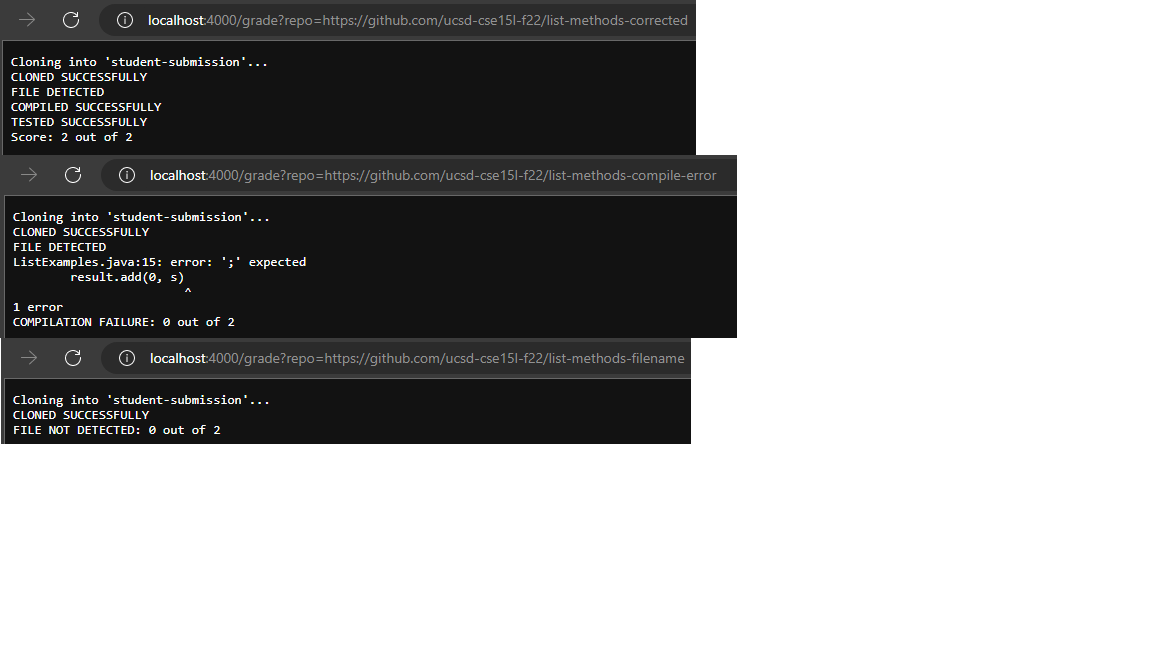 localhost:4000/grade?repo=https://github.com/ucsd-cse15l-f22/list-methods-corrected
Cloning into 'student-submission'...
CLONED SUCCESSFULLY
FILE DETECTED
COMPILED SUCCESSFULLY
TESTED SUCCESSFULLY
Score: 2 out of 2
localhost:4000/grade?repo=https://github.com/ucsd-cse15l-f22/list-methods-compile-error
Cloning into 'student-submission'...
CLONED SUCCESSFULLY
FILE DETECTED
ListExamples.java:15: error: ';' expected
        result.add(0, s)
                        ^
1 error
COMPILATION FAILURE: 0 out of 2
localhost:4000/grade?repo=https://github.com/ucsd-cse15l-f22/list-methods-filename
Cloning into 'student-submission'...
CLONED SUCCESSFULLY
FILE NOT DETECTED: 0 out of 2